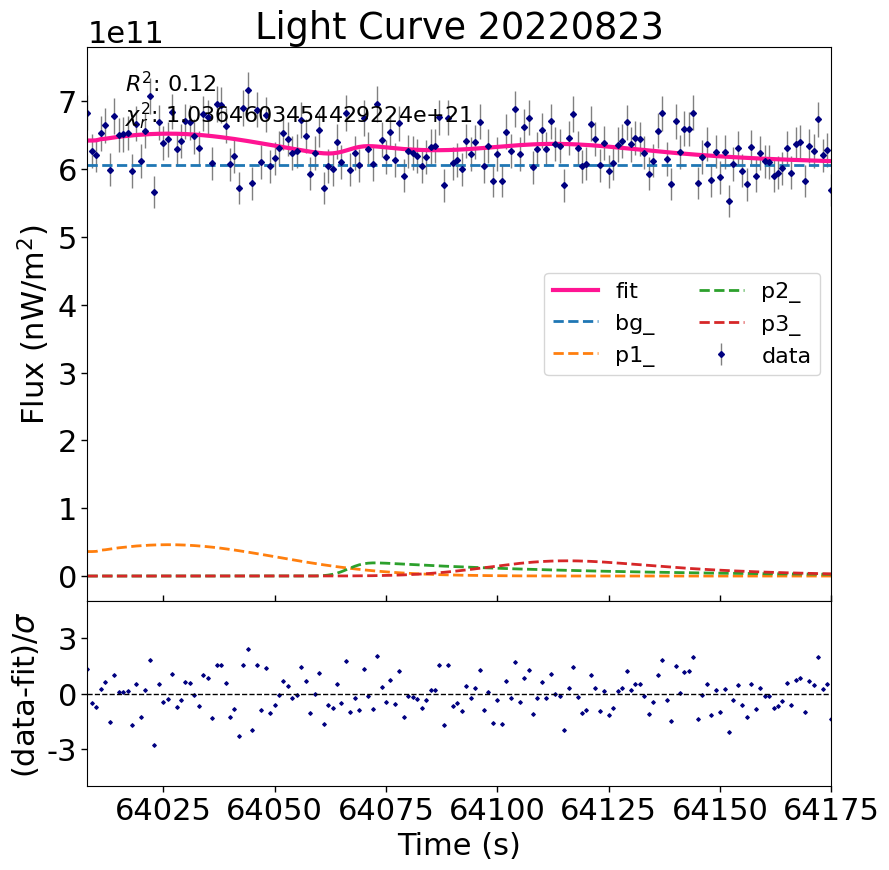 Light Curve 20220823
1e11
R²: 0.12
χ²ᵣ: 1.0364603454429224e+21
Flux (nW/m²)
7
6
5
4
3
2
1
0
fit
bg_
p1_
p2_
p3_
data
(data-fit)/σ
3
0
-3
64025 64050 64075 64100 64125 64150 64175
Time (s)